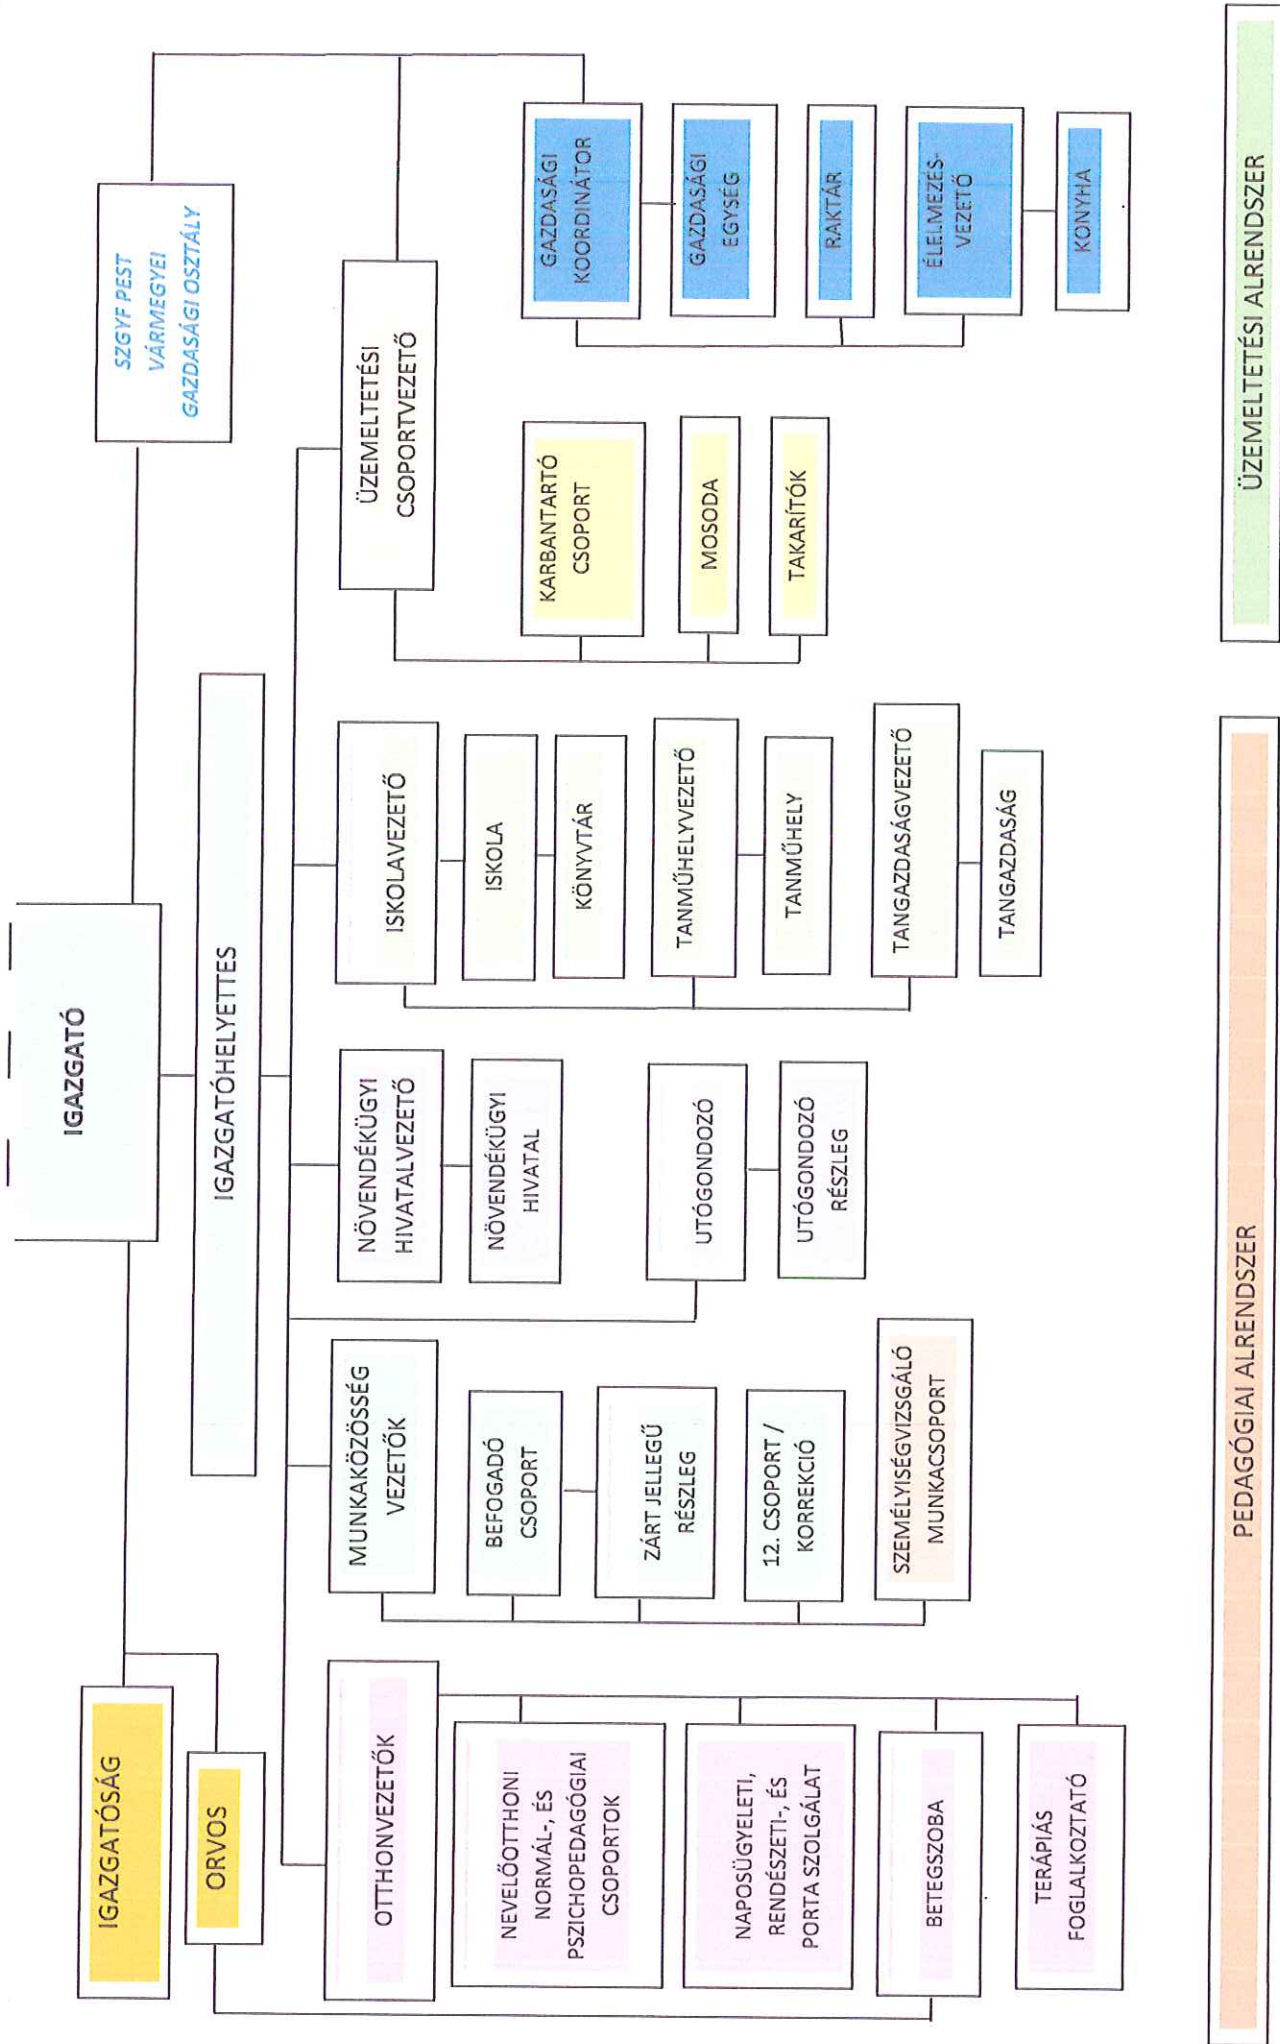 IGAZGATÓ
SZGYF PEST
VÁRMEGYEI
GAZDASÁGI OSZTÁLY
IGAZGATÓSÁG
ORVOS
IGAZGATÓHELYETTES
OTTHONVEZETŐK
NEVELŐOTTHONI
NORMÁL-, ÉS
PSZICHOPEDAGÓGIAI
CSOPORTOK
NAPOSÜGYELETI,
RENDÉSZETI-, ÉS
PORTA SZOLGÁLAT
BETEGSZOBA
TERÁPIÁS
FOGLALKOZTATÓ
MUNKAKÖZÖSSÉG
VEZETŐK
BEFOGADÓ
CSOPORT
ZÁRT JELLEGŰ
RÉSZLEG
12. CSOPORT /
KORREKCIÓ
SZEMÉLYISÉGVIZSGÁLÓ
MUNKACSOPORT
NÖVENDÉKÜGYI
HIVATALVEZETŐ
NÖVENDÉKÜGYI
HIVATAL
UTÓGONDOZÓ
UTÓGONDOZÓ
RÉSZLEG
ISKOLAVEZETŐ
ISKOLA
KÖNYVTÁR
TANMŰHELYVEZETŐ
TANMŰHELY
TANGAZDASÁGVEZETŐ
TANGAZDASÁG
ÜZEMELTETÉSI
CSOPORTVEZETŐ
KARBANTARTÓ
CSOPORT
MOSODA
TAKARÍTÓK
GAZDASÁGI
KOORDINÁTOR
GAZDASÁGI
EGYSÉG
RAKTÁR
ÉLELMEZÉS-
VEZETŐ
KONYHA
PEDAGÓGIAI ALRENDSZER
ÜZEMELTETÉSI ALRENDSZER